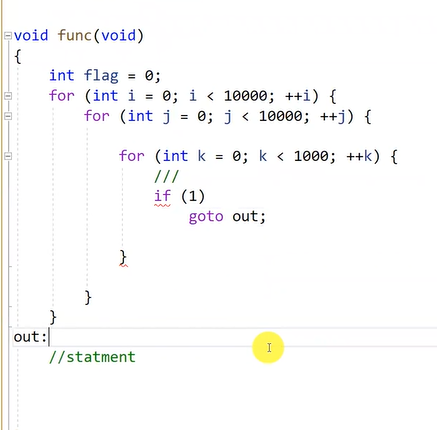 void func(void)
{
    int flag = 0;
    for (int i = 0; i < 10000; ++i) {
        for (int j = 0; j < 10000; ++j) {
            for (int k = 0; k < 1000; ++k) {
                ///
                if (1)
                    goto out;
            }
        }
    }
out:
    //statment